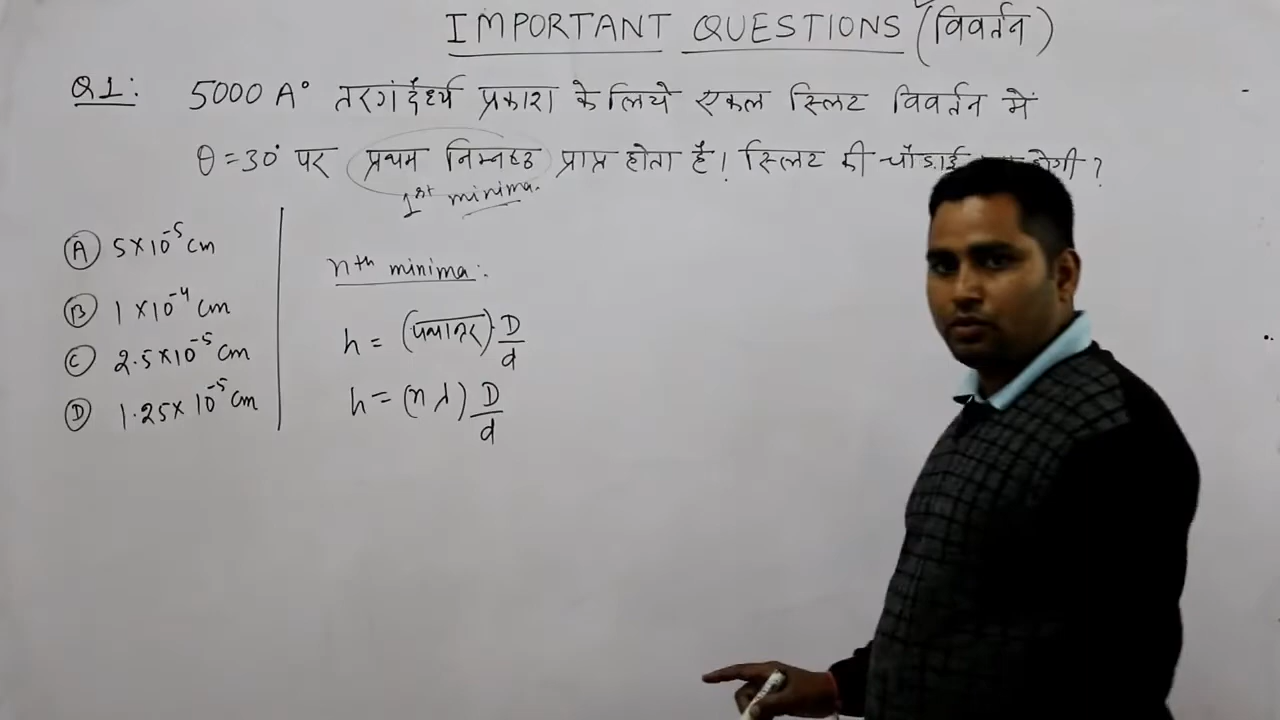 IMPORTANT QUESTIONS (विवर्तन)
Q1: 5000 A° तरगंदैर्ध्य प्रकाश के लिये एकल स्लिट विवर्तन में
θ = 30° पर प्रथम निम्नष्ठ प्राप्त होता है! स्लिट की चौड़ाई होगी ?
1st minima.
(A) 5×10^-5 cm
(B) 1×10^-4 cm
(C) 2.5×10^-5 cm
(D) 1.25×10^-5 cm
nth minima:
h = (पथान्तर) D/d
h = (nλ) D/d